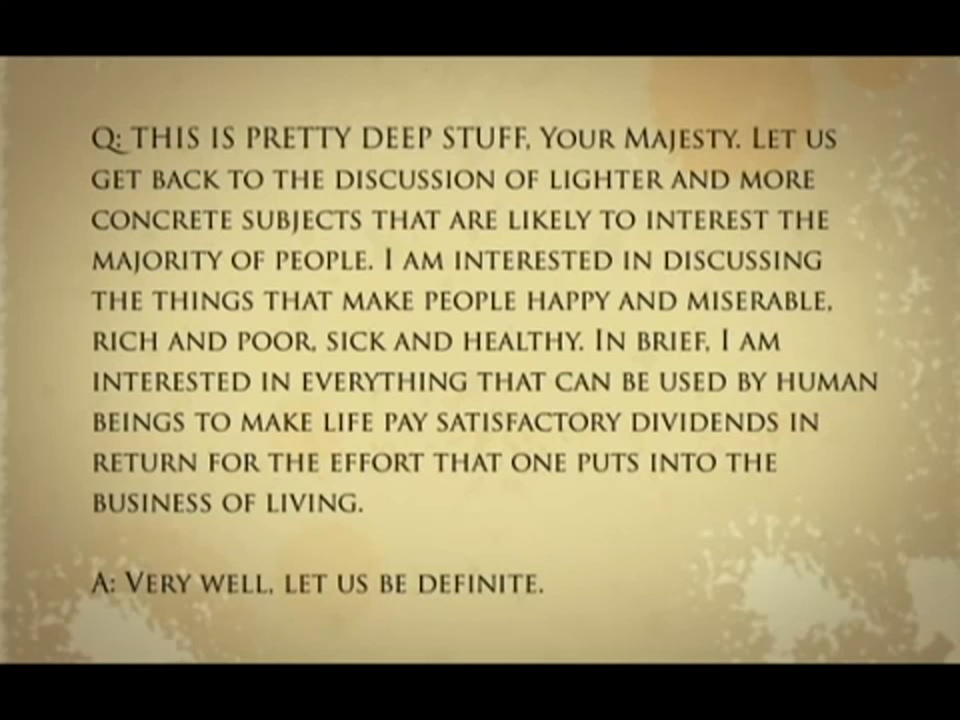 Q: THIS IS PRETTY DEEP STUFF, YOUR MAJESTY. LET US
GET BACK TO THE DISCUSSION OF LIGHTER AND MORE
CONCRETE SUBJECTS THAT ARE LIKELY TO INTEREST THE
MAJORITY OF PEOPLE. I AM INTERESTED IN DISCUSSING
THE THINGS THAT MAKE PEOPLE HAPPY AND MISERABLE,
RICH AND POOR, SICK AND HEALTHY. IN BRIEF, I AM
INTERESTED IN EVERYTHING THAT CAN BE USED BY HUMAN
BEINGS TO MAKE LIFE PAY SATISFACTORY DIVIDENDS IN
RETURN FOR THE EFFORT THAT ONE PUTS INTO THE
BUSINESS OF LIVING.
A: VERY WELL, LET US BE DEFINITE.